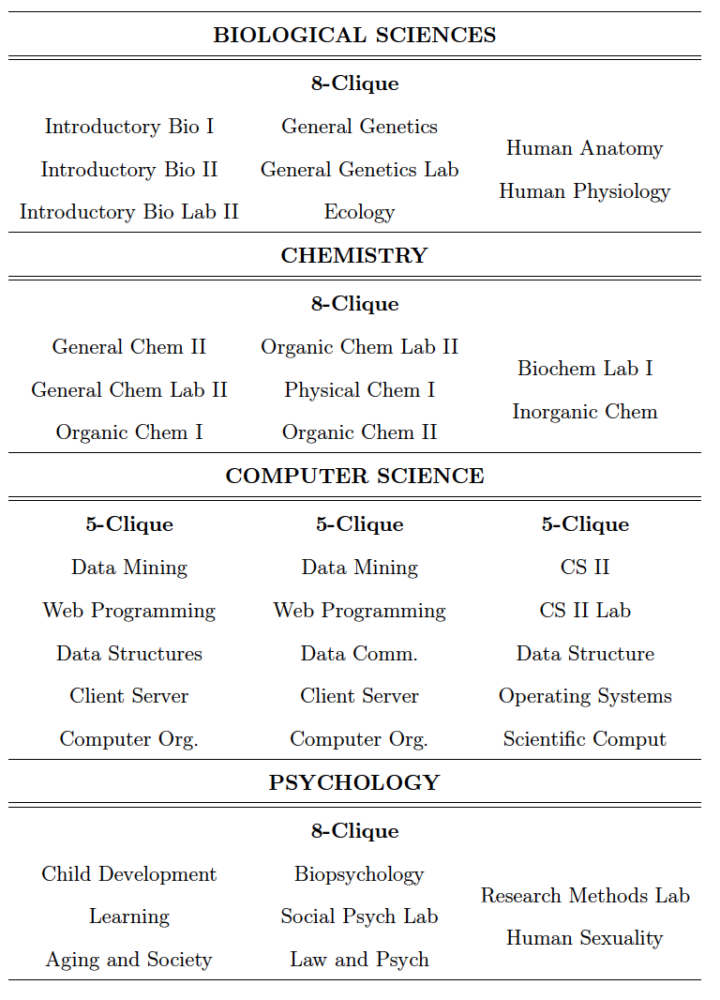 BIOLOGICAL SCIENCES
8-Clique
Introductory Bio I
General Genetics
Human Anatomy
Introductory Bio II
General Genetics Lab
Human Physiology
Introductory Bio Lab II
Ecology
CHEMISTRY
8-Clique
General Chem II
Organic Chem Lab II
Biochem Lab I
General Chem Lab II
Physical Chem I
Inorganic Chem
Organic Chem I
Organic Chem II
COMPUTER SCIENCE
5-Clique
5-Clique
5-Clique
Data Mining
Data Mining
CS II
Web Programming
Web Programming
CS II Lab
Data Structures
Data Comm.
Data Structure
Client Server
Client Server
Operating Systems
Computer Org.
Computer Org.
Scientific Comput
PSYCHOLOGY
8-Clique
Child Development
Biopsychology
Research Methods Lab
Learning
Social Psych Lab
Human Sexuality
Aging and Society
Law and Psych